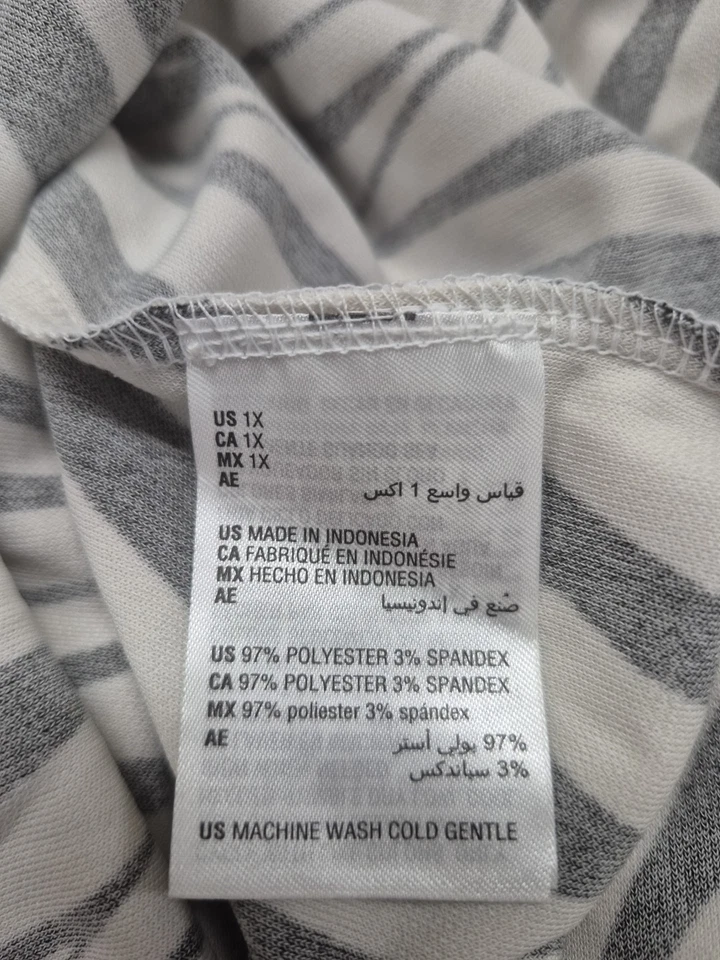 US 1X
CA 1X
MX 1X
AE قياس واسع 1 اكس
US MADE IN INDONESIA
CA FABRIQUÉ EN INDONÉSIE
MX HECHO EN INDONESIA
AE صُنع في إندونيسيا
US 97% POLYESTER 3% SPANDEX
CA 97% POLYESTER 3% SPANDEX
MX 97% poliester 3% spándex
AE 97% بولي أستر
3% سباندكس
US MACHINE WASH COLD GENTLE